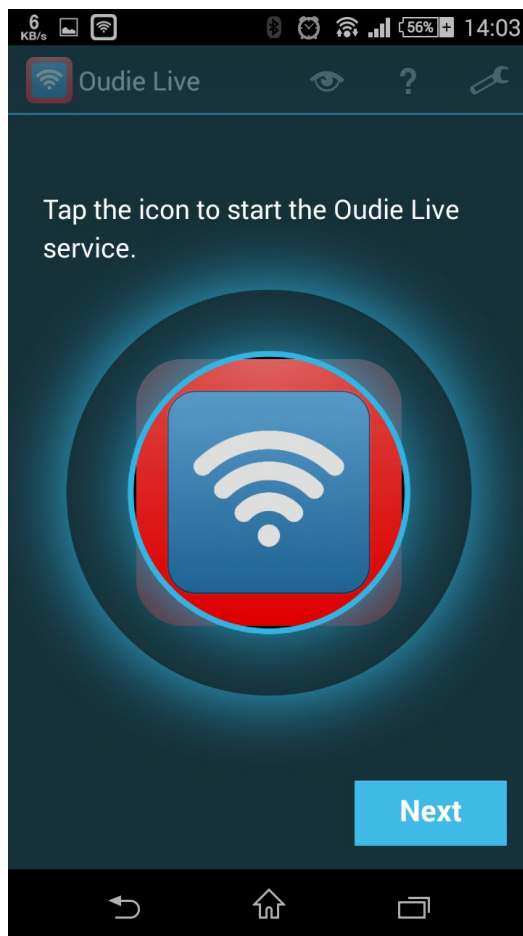 6
KB/s
56%
14:03
Oudie Live
?
Tap the icon to start the Oudie Live
service.
Next